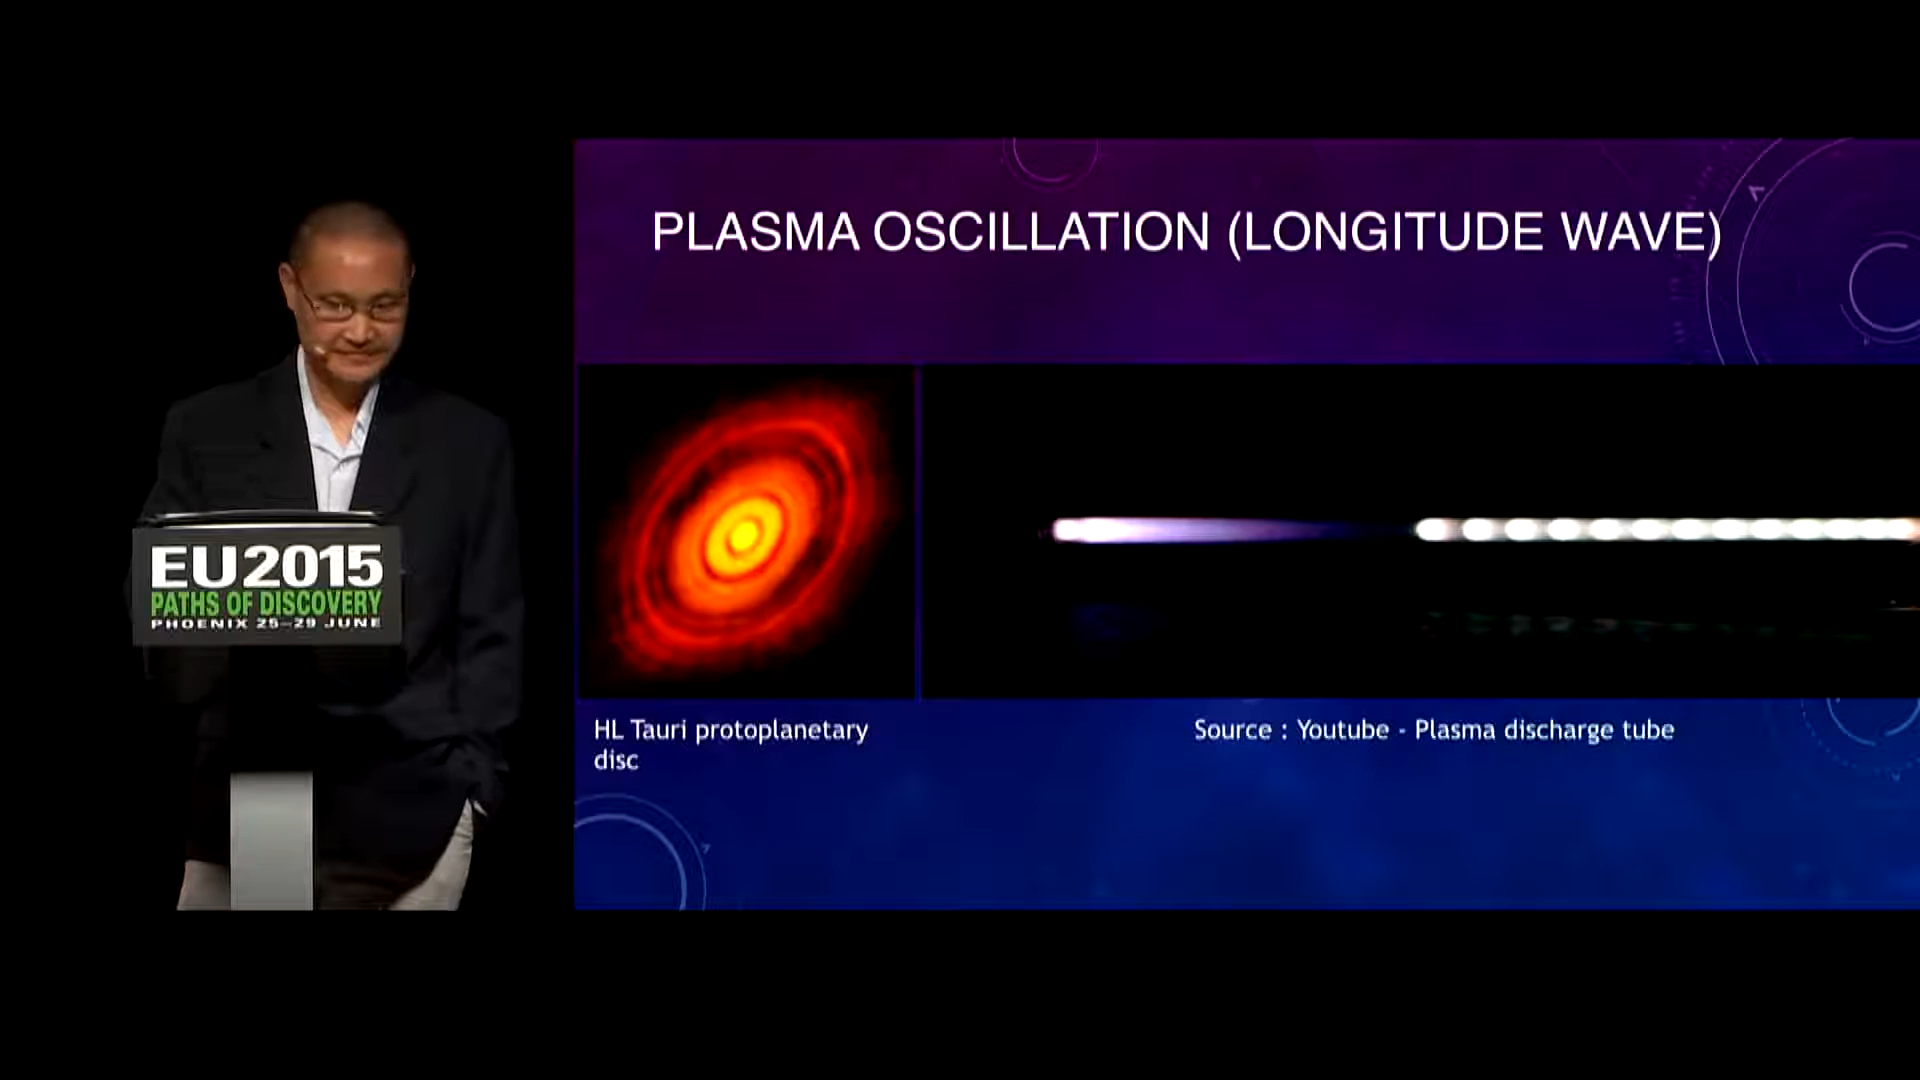 PLASMA OSCILLATION (LONGITUDE WAVE)
EU2015
PATHS OF DISCOVERY
PHOENIX 25–29 JUNE
HL Tauri protoplanetary
disc
Source : Youtube - Plasma discharge tube